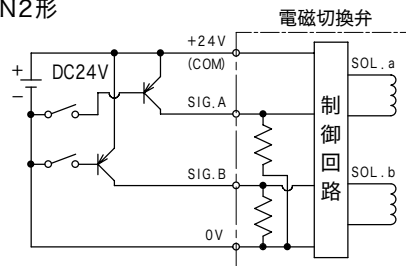 N2形
電磁切換弁
+24V
(COM)
+
−
DC24V
SIG.A
SIG.B
0V
制御回路
SOL.a
SOL.b